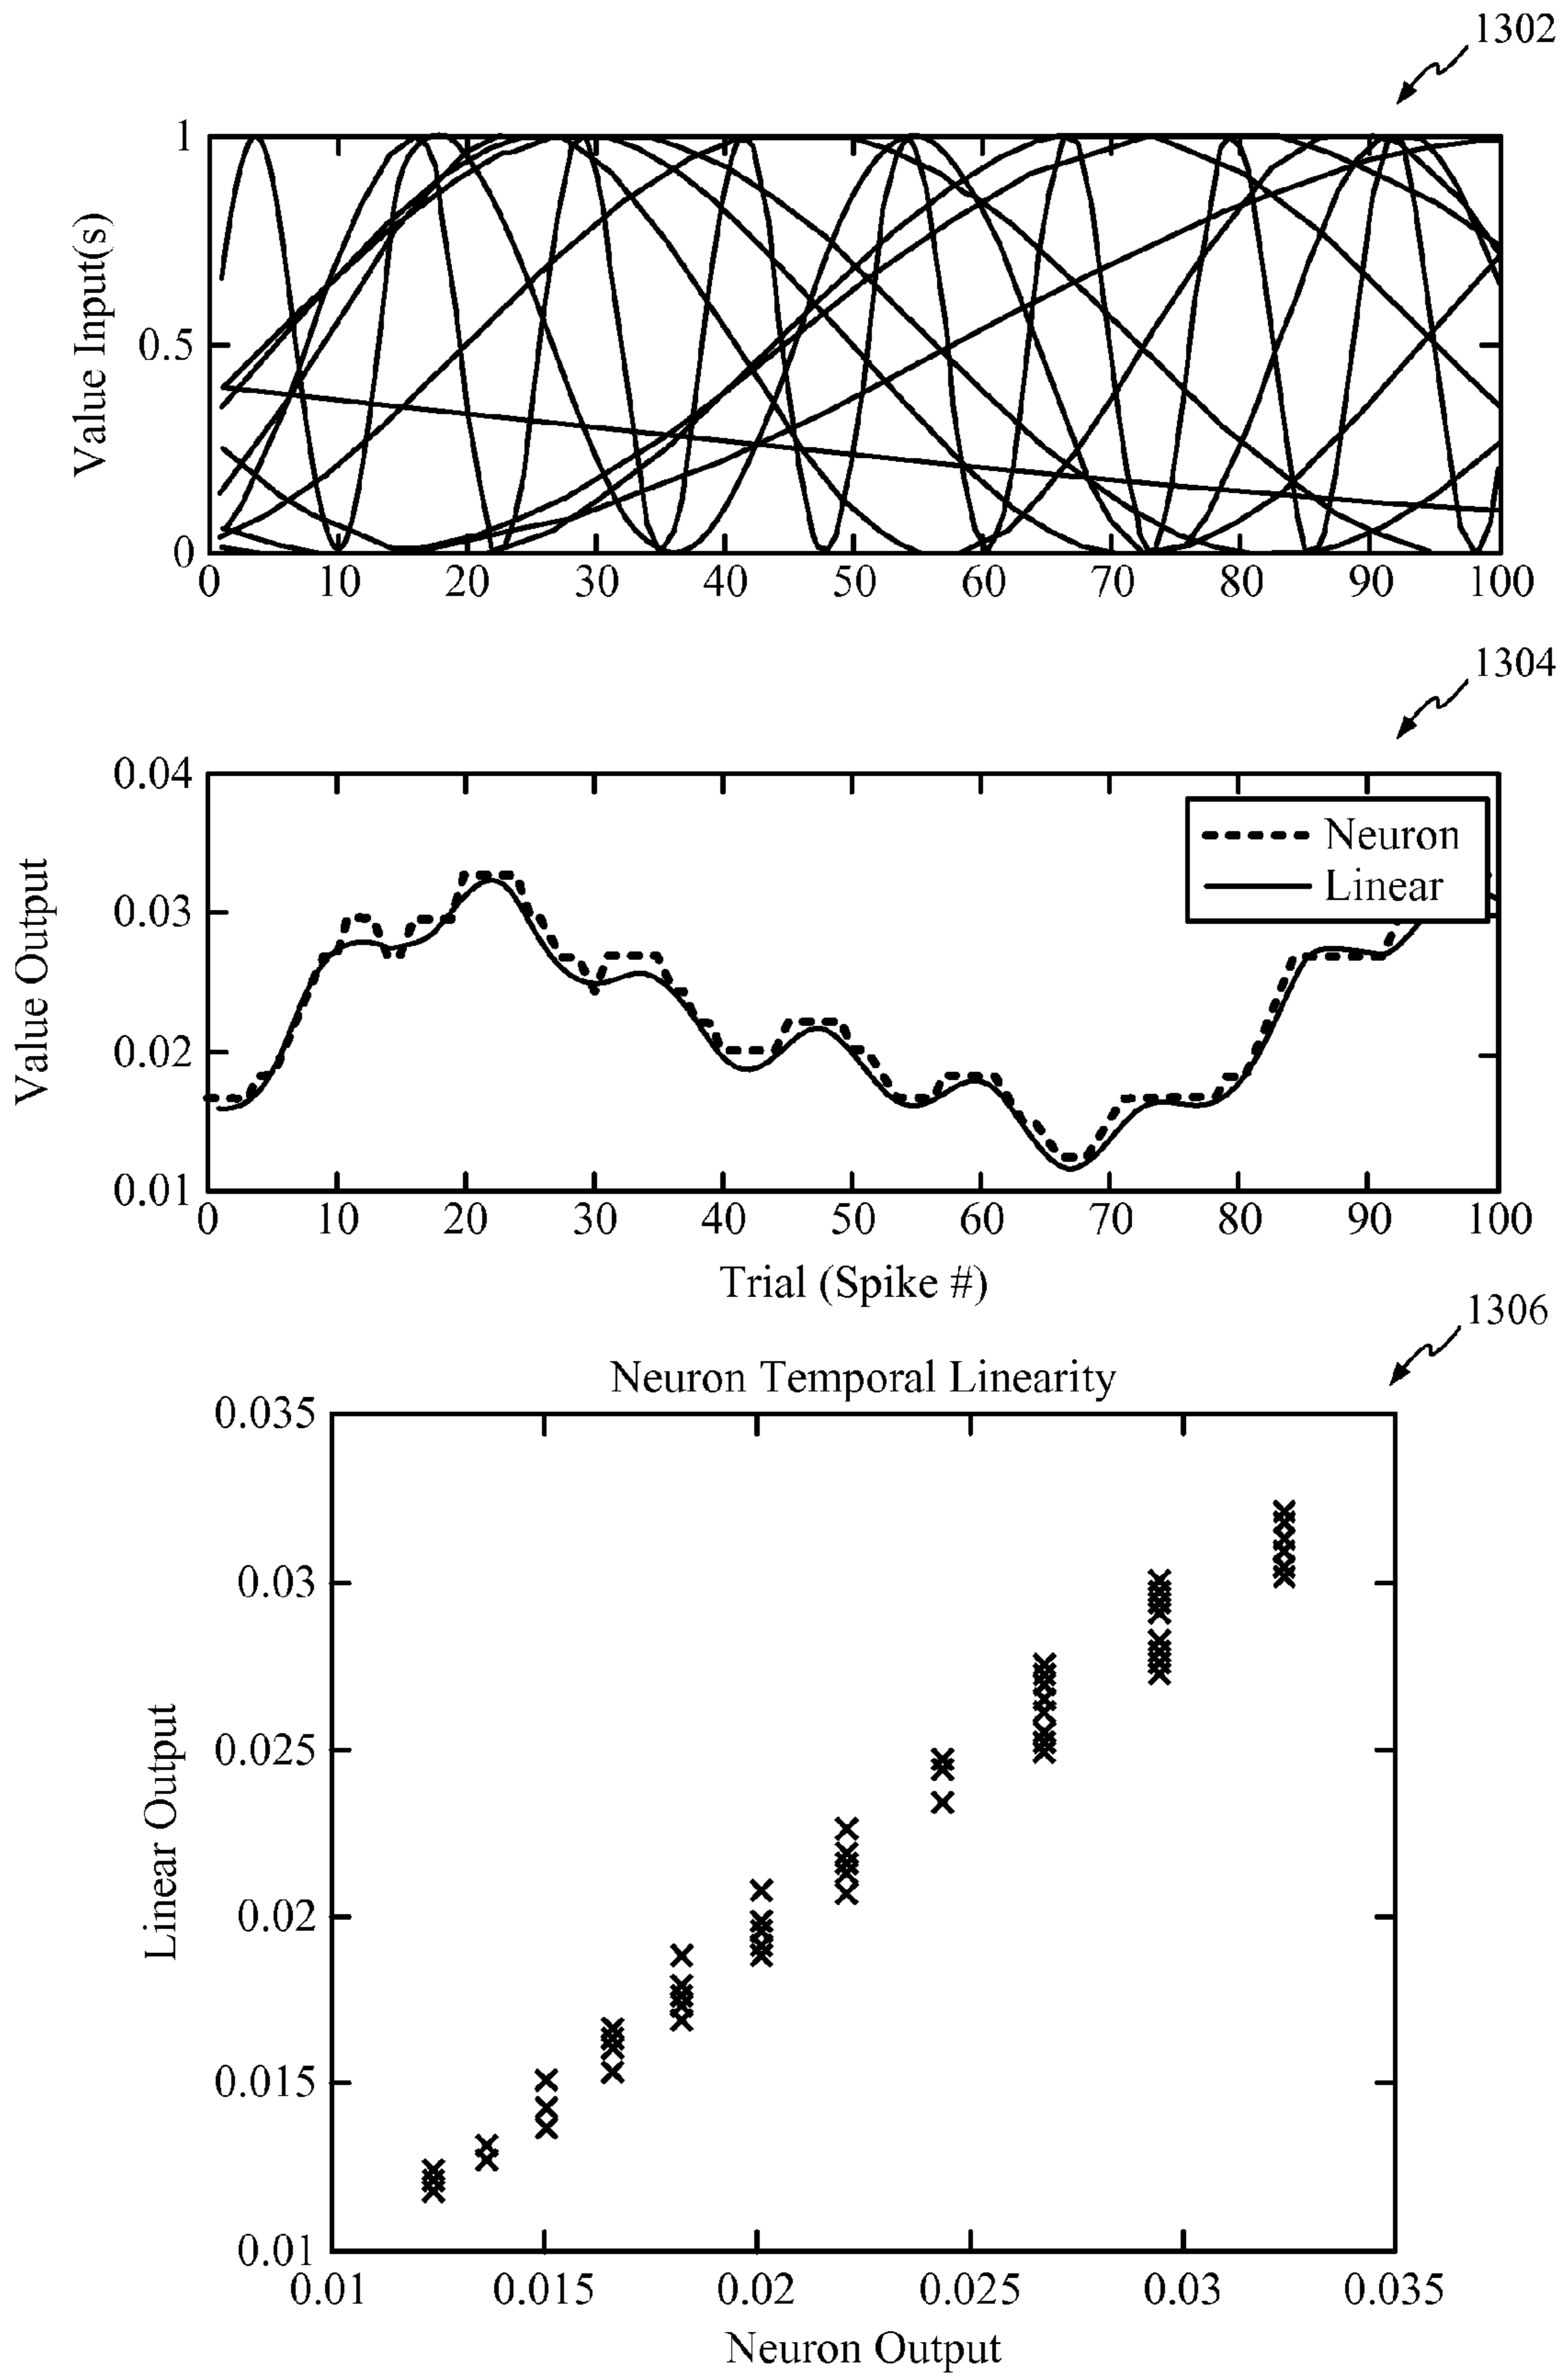 1302
1
0.5
0
Value Input(s)
0 10 20 30 40 50 60 70 80 90 100
1304
0.04
0.03
0.02
0.01
Value Output
Neuron
Linear
0 10 20 30 40 50 60 70 80 90 100
Trial (Spike #)
1306
Neuron Temporal Linearity
0.035
0.03
0.025
0.02
0.015
0.01
Linear Output
0.01 0.015 0.02 0.025 0.03 0.035
Neuron Output